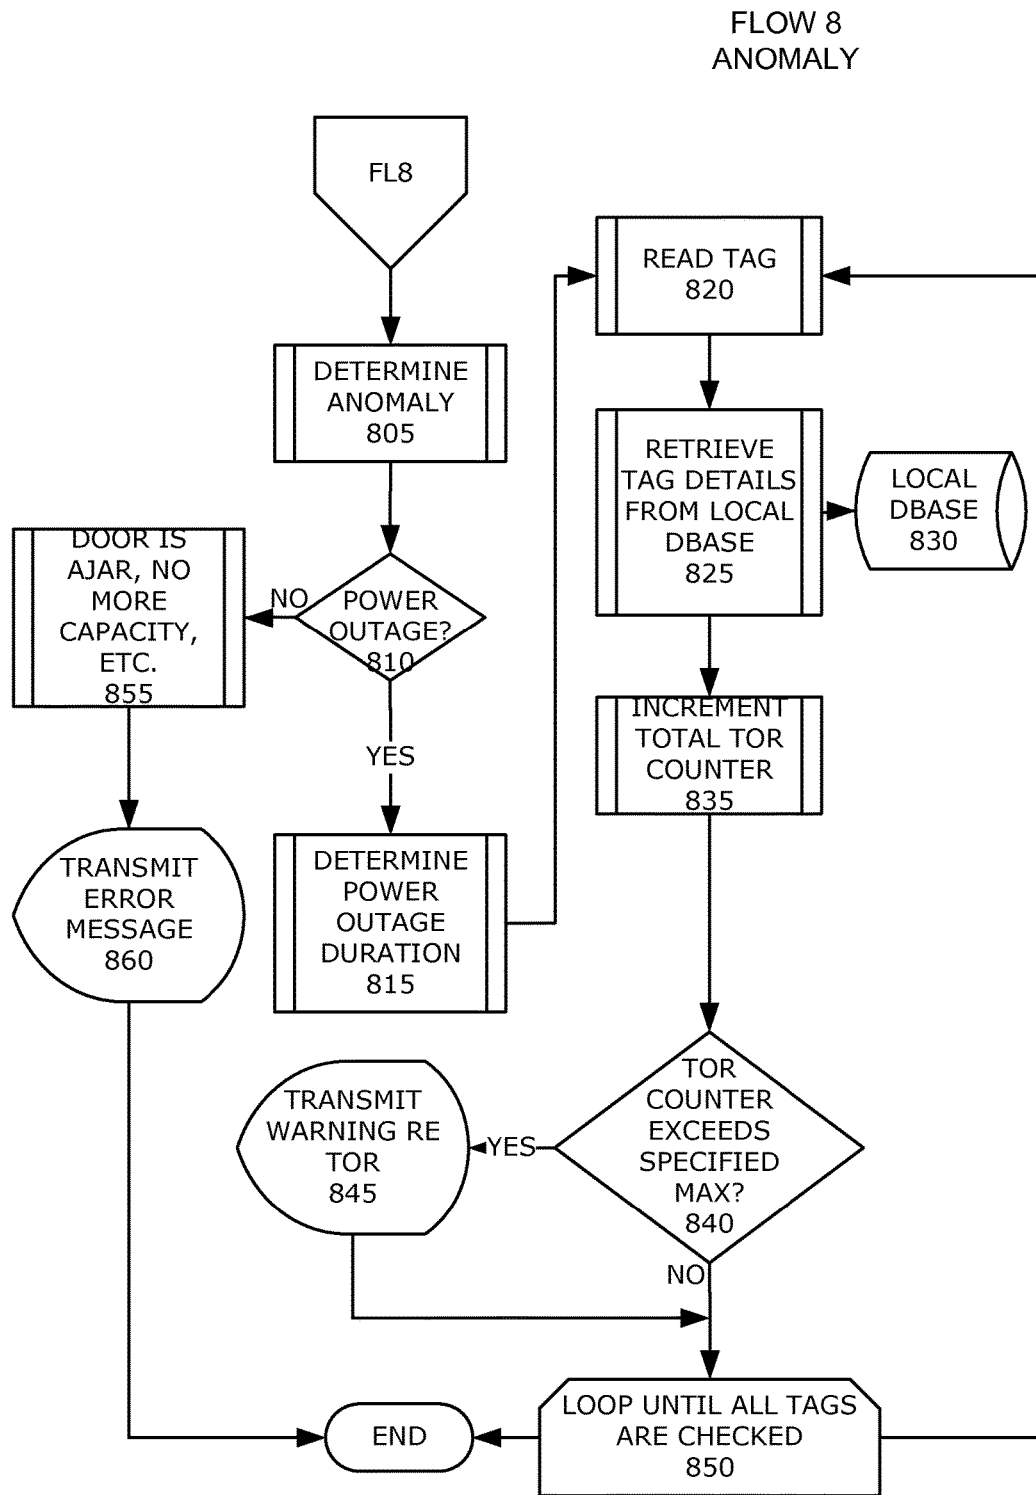 FLOW 8
ANOMALY
FL8
DETERMINE
ANOMALY
805
POWER
OUTAGE?
810
NO
YES
DOOR IS
AJAR, NO
MORE
CAPACITY,
ETC.
855
TRANSMIT
ERROR
MESSAGE
860
DETERMINE
POWER
OUTAGE
DURATION
815
READ TAG
820
RETRIEVE
TAG DETAILS
FROM LOCAL
DBASE
825
LOCAL
DBASE
830
INCREMENT
TOTAL TOR
COUNTER
835
TOR
COUNTER
EXCEEDS
SPECIFIED
MAX?
840
YES
TRANSMIT
WARNING RE
TOR
845
NO
LOOP UNTIL ALL TAGS
ARE CHECKED
850
END